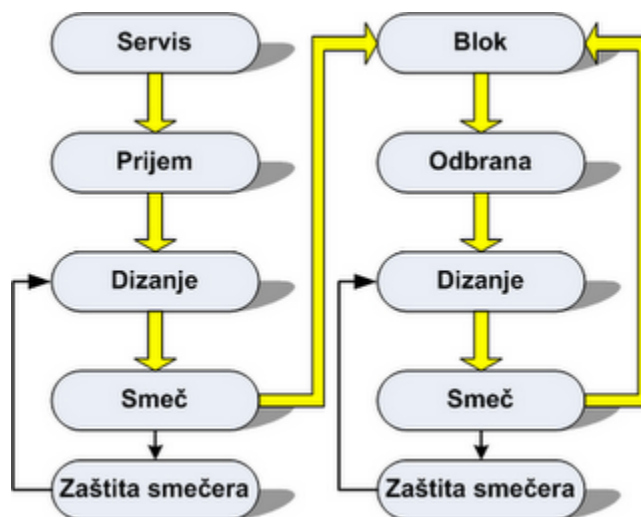 Servis
Prijem
Dizanje
Smeč
Zaštita smečera
Blok
Odbrana
Dizanje
Smeč
Zaštita smečera